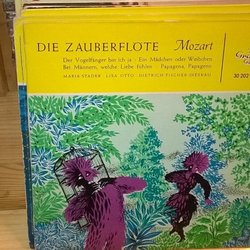 DIE ZAUBERFLÖTE Mozart
Der Vogelfänger bin ich ja Ein Mädchen oder Weibchen
Bei Männern, welche Liebe fühlen Papagena, Papageno
MARIA STADER · LISA OTTO · DIETRICH FISCHER-DIESKAU
30 202